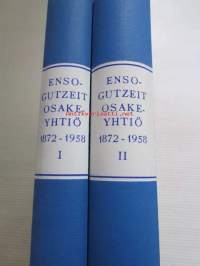 ENSO-
GUTZEIT
OSAKE-
YHTIÖ
1872-1958
I
ENSO-
GUTZEIT
OSAKE-
YHTIÖ
1872-1958
II